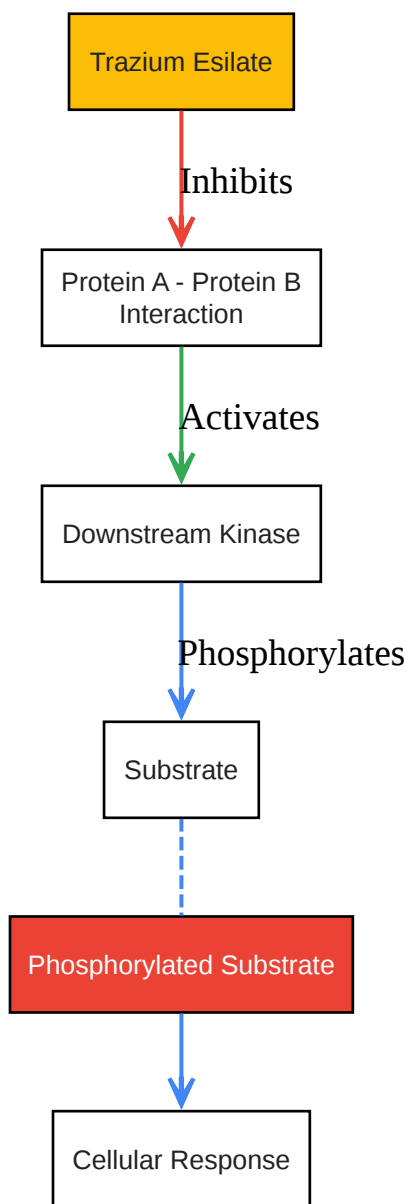 Trazium Esilate
Inhibits
Protein A - Protein B
Interaction
Activates
Downstream Kinase
Phosphorylates
Substrate
Phosphorylated Substrate
Cellular Response